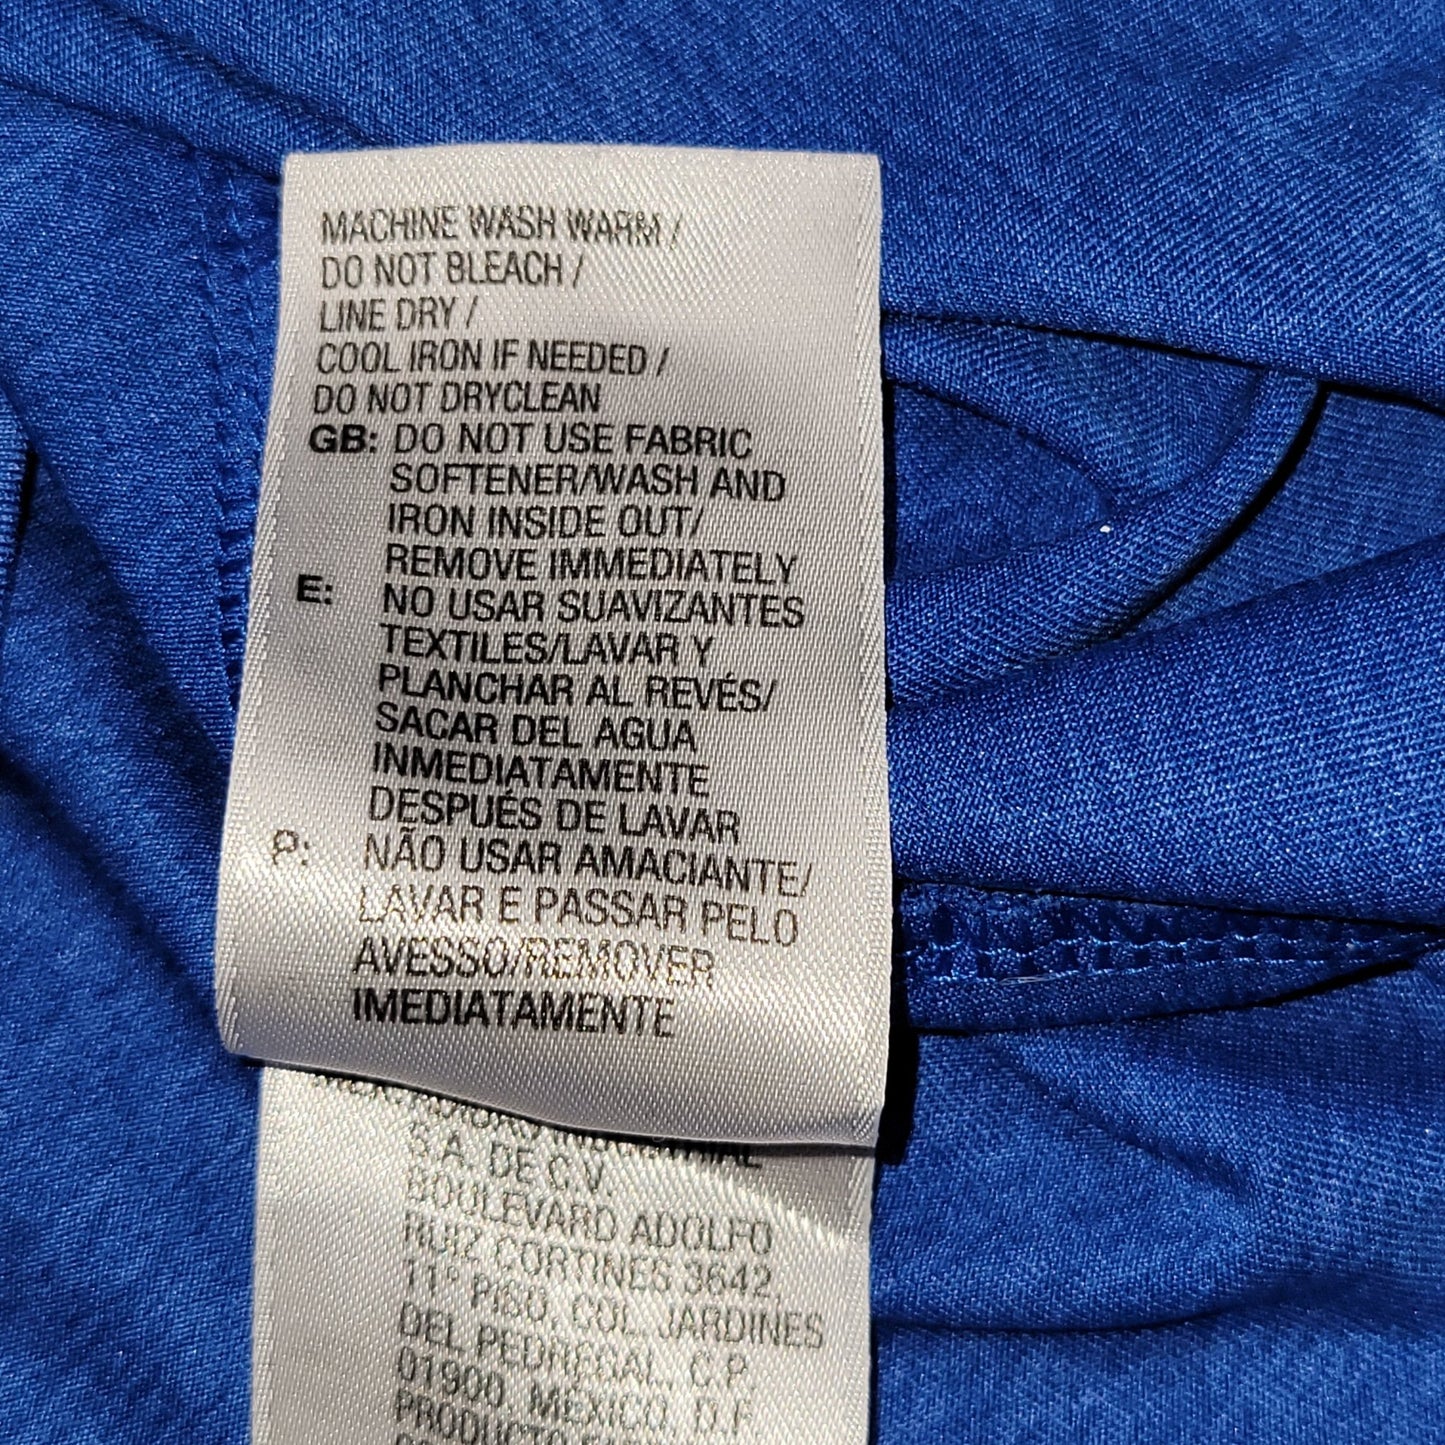 MACHINE WASH WARM /
DO NOT BLEACH /
LINE DRY /
COOL IRON IF NEEDED /
DO NOT DRYCLEAN
GB: DO NOT USE FABRIC
SOFTENER/WASH AND
IRON INSIDE OUT/
REMOVE IMMEDIATELY
E: NO USAR SUAVIZANTES
TEXTILES/LAVAR Y
PLANCHAR AL REVÉS/
SACAR DEL AGUA
INMEDIATAMENTE
DESPUÉS DE LAVAR
P: NÃO USAR AMACIANTE/
LAVAR E PASSAR PELO
AVESSO/REMOVER
IMEDIATAMENTE
INDUSTRIAL
S.A. DE C.V.
BOULEVARD ADOLFO
RUIZ CORTINES 3642,
11° PISO, COL. JARDINES
DEL PEDREGAL, C.P.
01900, MEXICO, D.F
PRODUCTO